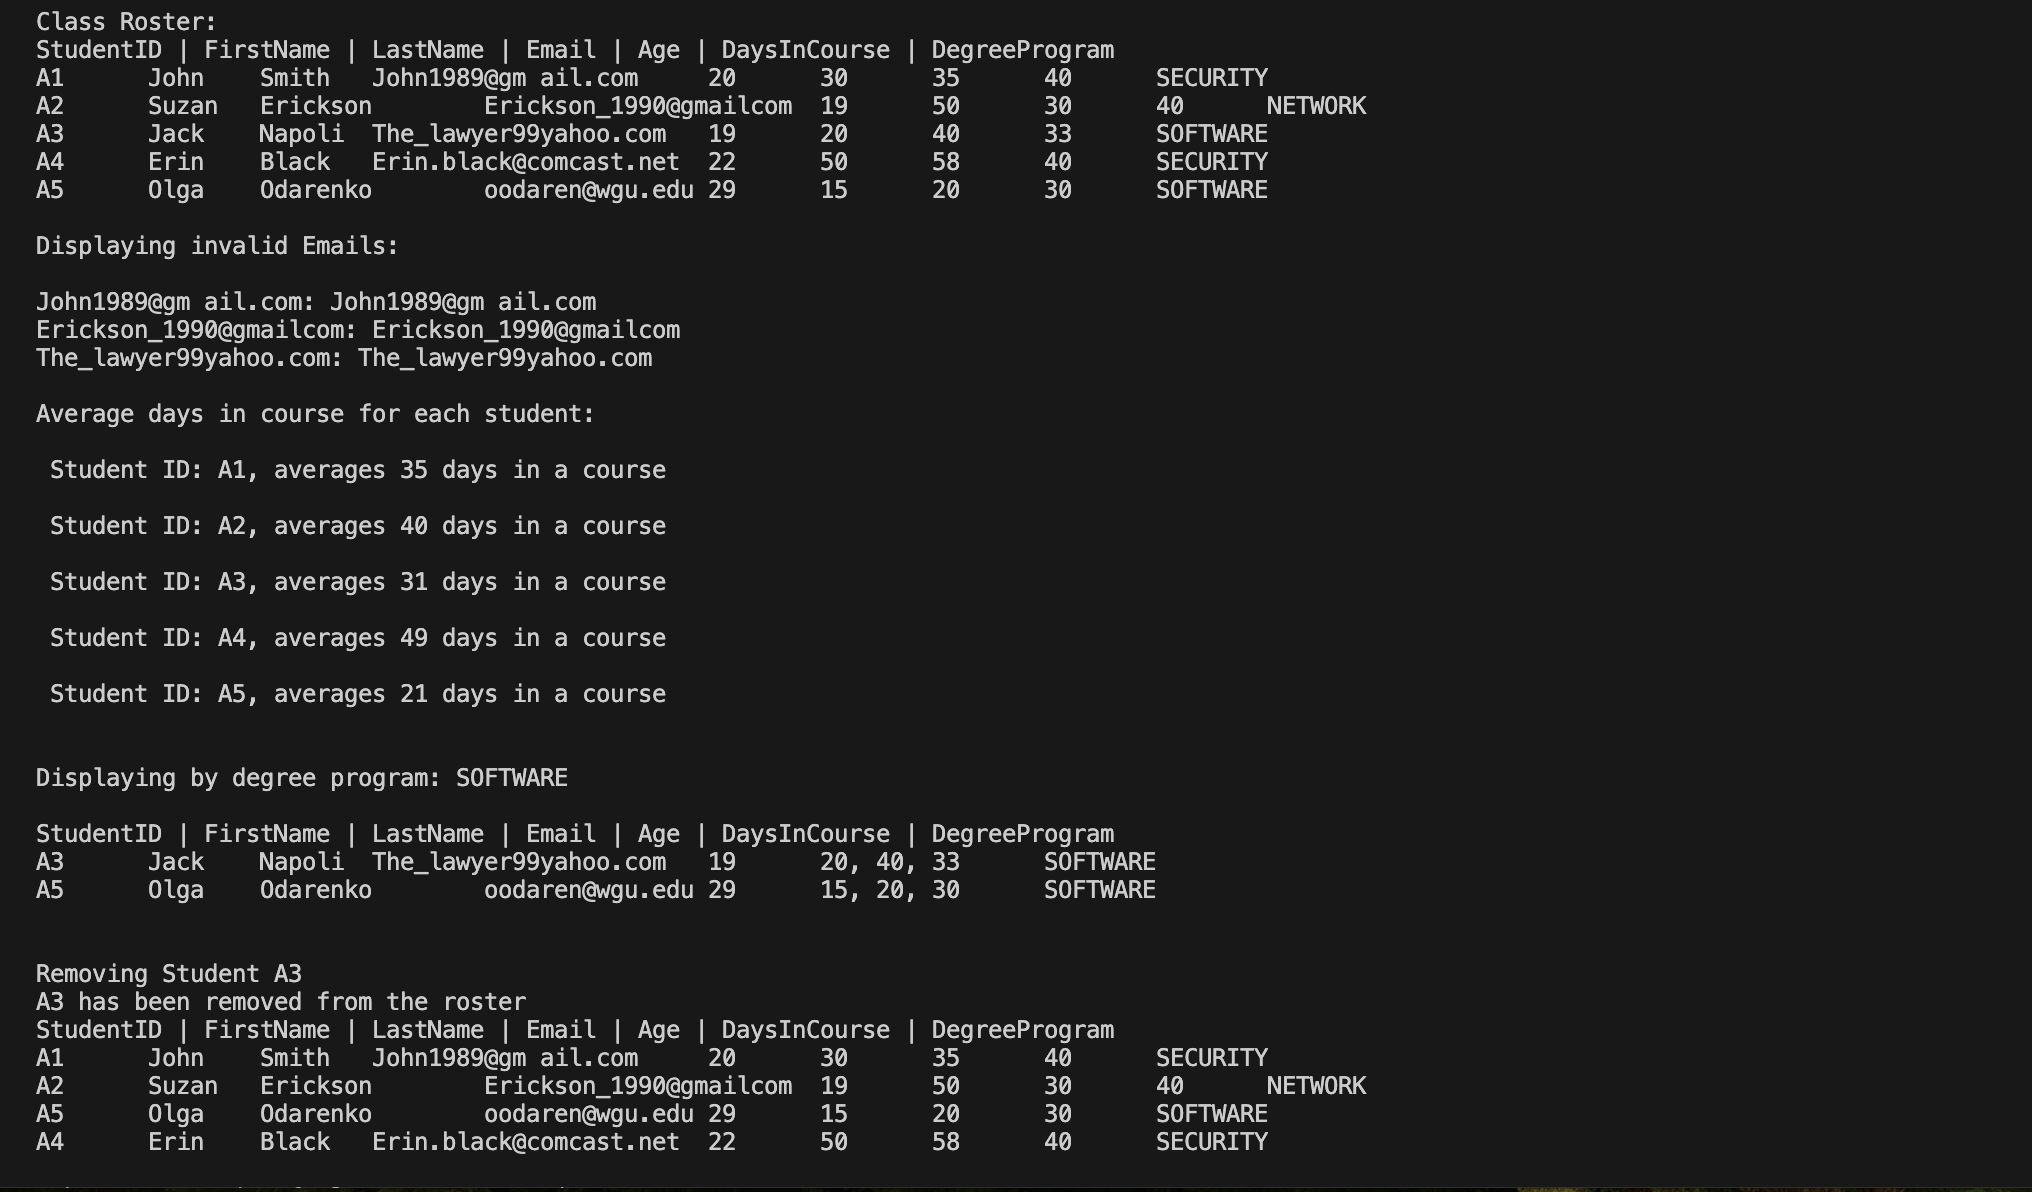 Class Roster:
StudentID | FirstName | LastName | Email | Age | DaysInCourse | DegreeProgram
A1 John Smith John1989@gm ail.com 20 30 35 40 SECURITY
A2 Suzan Erickson Erickson_1990@gmailcom 19 50 30 40 NETWORK
A3 Jack Napoli The_lawyer99yahoo.com 19 20 40 33 SOFTWARE
A4 Erin Black Erin.black@comcast.net 22 50 58 40 SECURITY
A5 Olga Odarenko oodaren@wgu.edu 29 15 20 30 SOFTWARE
Displaying invalid Emails:
John1989@gm ail.com: John1989@gm ail.com
Erickson_1990@gmailcom: Erickson_1990@gmailcom
The_lawyer99yahoo.com: The_lawyer99yahoo.com
Average days in course for each student:
Student ID: A1, averages 35 days in a course
Student ID: A2, averages 40 days in a course
Student ID: A3, averages 31 days in a course
Student ID: A4, averages 49 days in a course
Student ID: A5, averages 21 days in a course
Displaying by degree program: SOFTWARE
StudentID | FirstName | LastName | Email | Age | DaysInCourse | DegreeProgram
A3 Jack Napoli The_lawyer99yahoo.com 19 20, 40, 33 SOFTWARE
A5 Olga Odarenko oodaren@wgu.edu 29 15, 20, 30 SOFTWARE
Removing Student A3
A3 has been removed from the roster
StudentID | FirstName | LastName | Email | Age | DaysInCourse | DegreeProgram
A1 John Smith John1989@gm ail.com 20 30 35 40 SECURITY
A2 Suzan Erickson Erickson_1990@gmailcom 19 50 30 40 NETWORK
A5 Olga Odarenko oodaren@wgu.edu 29 15 20 30 SOFTWARE
A4 Erin Black Erin.black@comcast.net 22 50 58 40 SECURITY